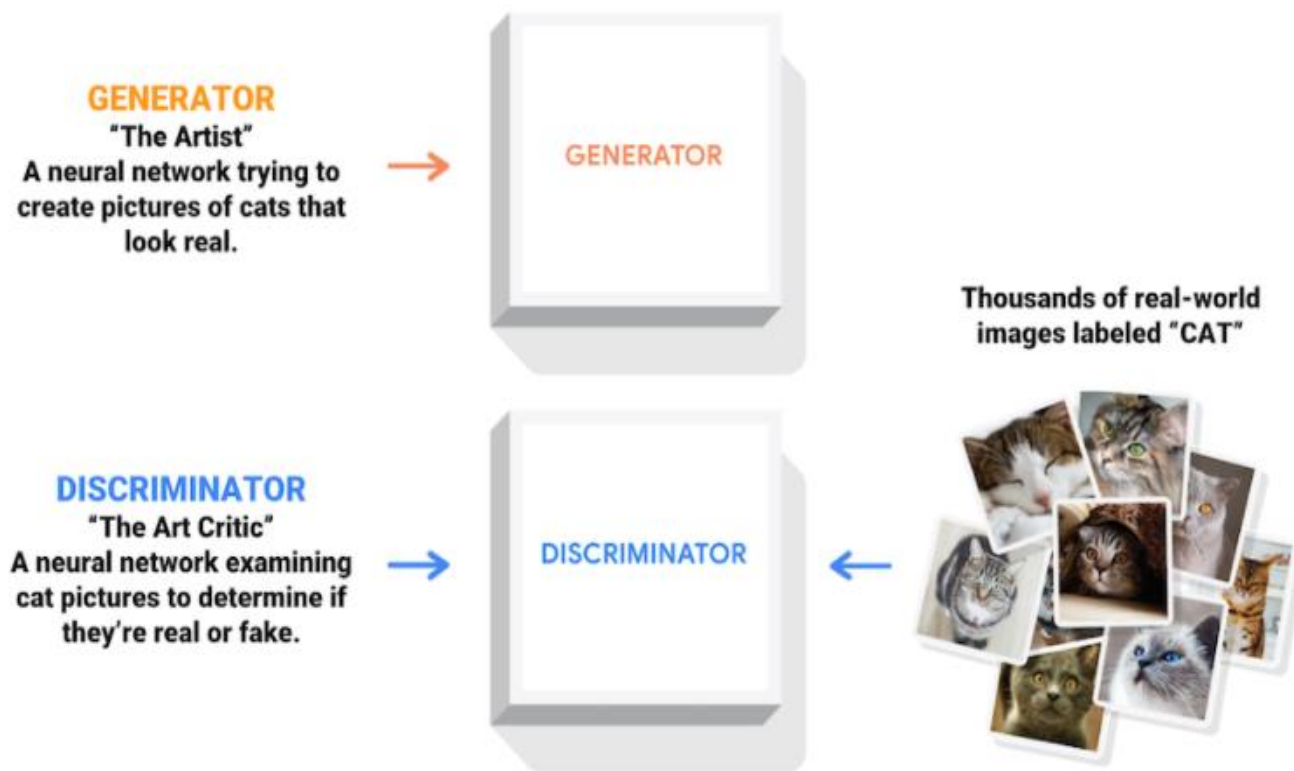 GENERATOR
“The Artist”
A neural network trying to
create pictures of cats that
look real.
GENERATOR
Thousands of real-world
images labeled “CAT”
DISCRIMINATOR
“The Art Critic”
A neural network examining
cat pictures to determine if
they’re real or fake.
DISCRIMINATOR